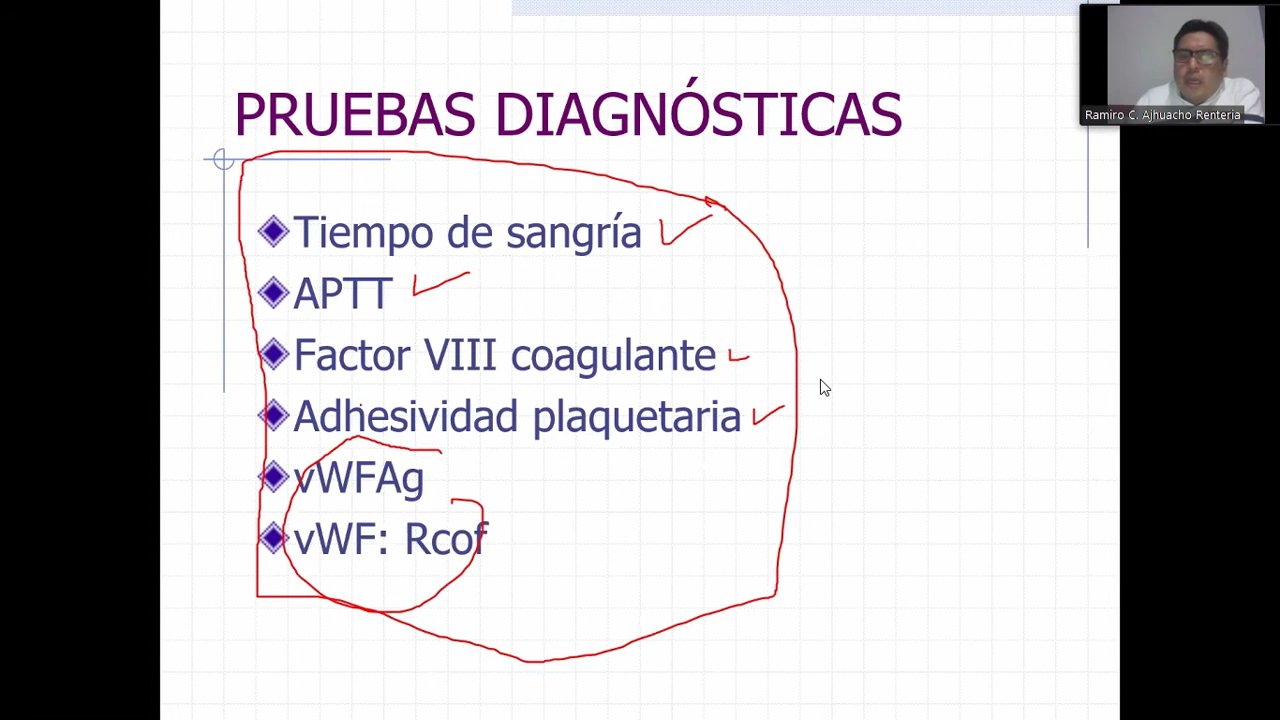 PRUEBAS DIAGNÓSTICAS
Tiempo de sangría
APTT
Factor VIII coagulante
Adhesividad plaquetaria
vWFAg
vWF: Rcof
Ramiro C. Ajhuacho Renteria